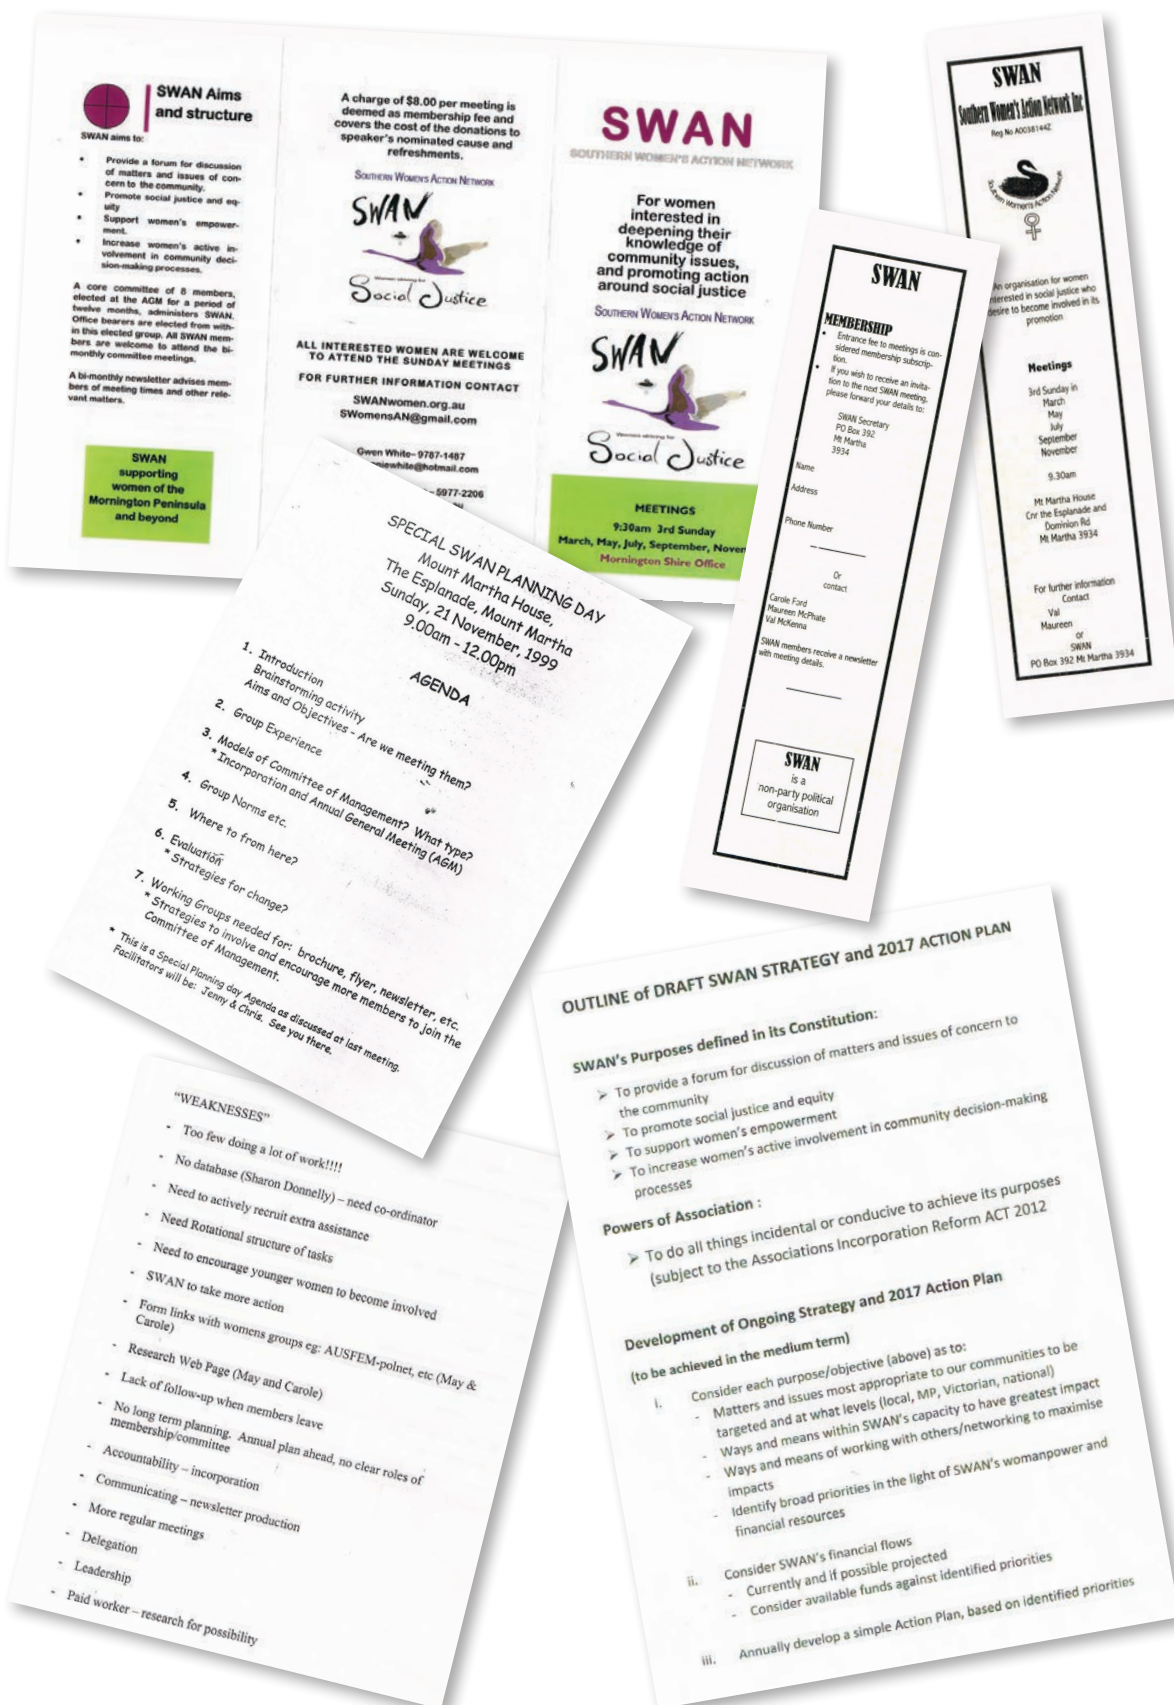 SWAN Aims
and structure
SWAN aims to:
• Provide a forum for discussion
of matters and issues of con-
cern to the community.
• Promote social justice and eq-
uity
• Support women's empower-
ment.
• Increase women's active in-
volvement in community deci-
sion-making processes.
A core committee of 8 members,
elected at the AGM for a period of
twelve months, administers SWAN.
Office bearers are elected from with-
in this elected group. All SWAN mem-
bers are welcome to attend the bi-
monthly committee meetings.
A bi-monthly newsletter advises mem-
bers of meeting times and other rele-
vant matters.
SWAN
supporting
women of the
Mornington Peninsula
and beyond
A charge of $8.00 per meeting is
deemed as membership fee and
covers the cost of the donations to
speaker's nominated cause and
refreshments.
SOUTHERN WOMEN'S ACTION NETWORK
SWAN
Women striving for
Social Justice
ALL INTERESTED WOMEN ARE WELCOME
TO ATTEND THE SUNDAY MEETINGS
FOR FURTHER INFORMATION CONTACT
SWANwomen.org.au
SWomensAN@gmail.com
Gwen White– 9787-1487
niewhite@hotmail.com
– 5977-2206
SWAN
SOUTHERN WOMEN'S ACTION NETWORK
For women
interested in
deepening their
knowledge of
community issues,
and promoting action
around social justice
SOUTHERN WOMEN'S ACTION NETWORK
SWAN
Women striving for
Social Justice
MEETINGS
9:30am 3rd Sunday
March, May, July, September, Novem
Mornington Shire Office
SWAN
MEMBERSHIP
• Entrance fee to meetings is con-
sidered membership subscrip-
tion.
• If you wish to receive an invita-
tion to the next SWAN meeting,
please forward your details to:
SWAN Secretary
PO Box 392
Mt Martha
3934
Name
Address
Phone Number
Or
contact
Carole Ford
Maureen McPhate
Val McKenna
SWAN members receive a newsletter
with meeting details.
SWAN
is a
non-party political
organisation
SWAN
Southern Women's Action Network Inc
Reg No A0038144Z
Southern Women's Action Network
An organisation for women
interested in social justice who
desire to become involved in its
promotion
Meetings
3rd Sunday in
March
May
July
September
November
9.30am
Mt Martha House
Cnr the Esplanade and
Dominion Rd
Mt Martha 3934
For further information
Contact
Val
Maureen
or
SWAN
PO Box 392 Mt Martha 3934
SPECIAL SWAN PLANNING DAY
Mount Martha House,
The Esplanade, Mount Martha
Sunday, 21 November, 1999
9.00am - 12.00pm
AGENDA
1. Introduction
Brainstorming activity
Aims and Objectives - Are we meeting them?
2. Group Experience
3. Models of Committee of Management? What type?
* Incorporation and Annual General Meeting (AGM)
4. Group Norms etc.
5. Where to from here?
6. Evaluation
* Strategies for change?
7. Working Groups needed for: brochure, flyer, newsletter, etc.
* Strategies to involve and encourage more members to join the
Committee of Management.
* This is a Special Planning day Agenda as discussed at last meeting.
Facilitators will be: Jenny & Chris. See you there.
"WEAKNESSES"
- Too few doing a lot of work!!!!
- No database (Sharon Donnelly) – need co-ordinator
- Need to actively recruit extra assistance
- Need Rotational structure of tasks
- Need to encourage younger women to become involved
- SWAN to take more action
- Form links with womens groups eg: AUSFEM-polnet, etc (May &
Carole)
- Research Web Page (May and Carole)
- Lack of follow-up when members leave
- No long term planning. Annual plan ahead, no clear roles of
membership/committee
- Accountability – incorporation
- Communicating – newsletter production
- More regular meetings
- Delegation
- Leadership
- Paid worker – research for possibility
OUTLINE of DRAFT SWAN STRATEGY and 2017 ACTION PLAN
SWAN's Purposes defined in its Constitution:
➢ To provide a forum for discussion of matters and issues of concern to
the community
➢ To promote social justice and equity
➢ To support women's empowerment
➢ To increase women's active involvement in community decision-making
processes
Powers of Association :
➢ To do all things incidental or conducive to achieve its purposes
(subject to the Associations Incorporation Reform ACT 2012
Development of Ongoing Strategy and 2017 Action Plan
(to be achieved in the medium term)
i. Consider each purpose/objective (above) as to:
- Matters and issues most appropriate to our communities to be
targeted and at what levels (local, MP, Victorian, national)
- Ways and means within SWAN's capacity to have greatest impact
- Ways and means of working with others/networking to maximise
impacts
- Identify broad priorities in the light of SWAN's womanpower and
financial resources
ii. Consider SWAN's financial flows
- Currently and if possible projected
- Consider available funds against identified priorities
iii. Annually develop a simple Action Plan, based on identified priorities